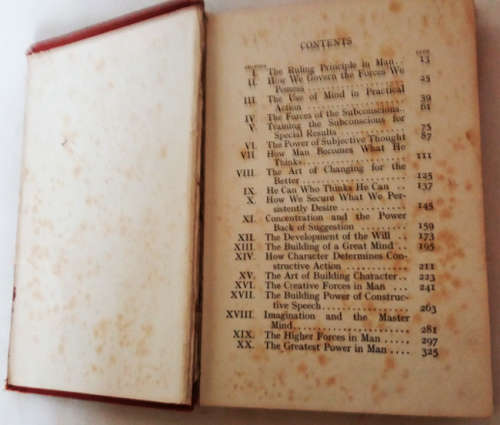 CONTENTS
CHAPTER PAGE
I. The Ruling Principle in Man.. 13
II. How We Govern the Forces We
Possess .................. 25
III. The Use of Mind in Practical
Action .................. 39
IV. The Forces of the Subconscious.. 61
V. Training the Subconscious for
Special Results ............ 75
VI. The Power of Subjective Thought 87
VII. How Man Becomes What He
Thinks.................. 111
VIII. The Art of Changing for the
Better .................. 125
IX. He Can Who Thinks He Can .. 137
X. How We Secure What We Per-
sistently Desire ............ 145
XI. Concentration and the Power
Back of Suggestion ........ 159
XII. The Development of the Will .. 173
XIII. The Building of a Great Mind.. 195
XIV. How Character Determines Con-
structive Action ............ 211
XV. The Art of Building Character.. 223
XVI. The Creative Forces in Man .... 241
XVII. The Building Power of Construc-
tive Speech................ 263
XVIII. Imagination and the Master
Mind.................... 281
XIX. The Higher Forces in Man ..... 297
XX. The Greatest Power in Man .... 325